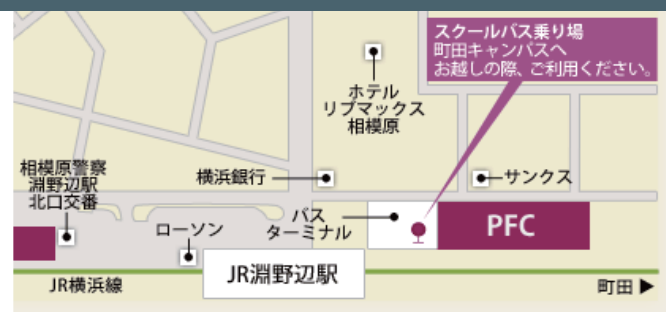 スクールバス乗り場
町田キャンパスへ
お越しの際、ご利用ください。
ホテル
リブマックス
相模原
相模原警察
淵野辺駅
北口交番
横浜銀行
サンクス
ローソン
バス
ターミナル
PFC
JR淵野辺駅
JR横浜線
町田▶